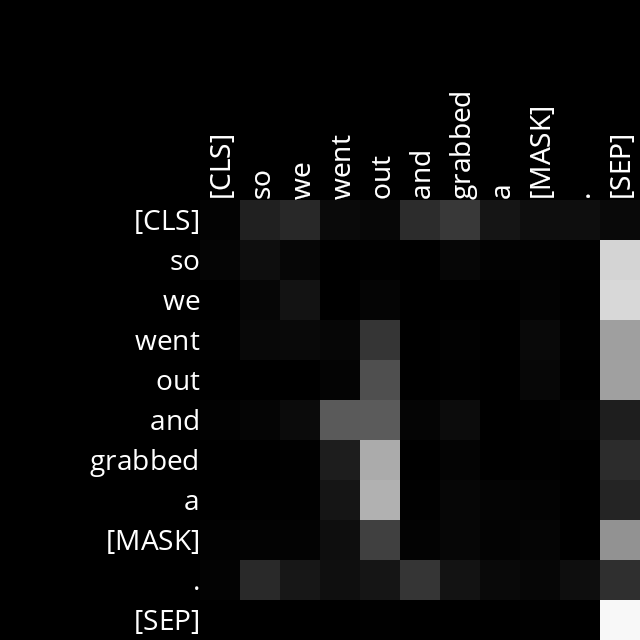 [CLS]
so
we
went
out
and
grabbed
a
[MASK]
.
[SEP]
[CLS]
so
we
went
out
and
grabbed
a
[MASK]
.
[SEP]